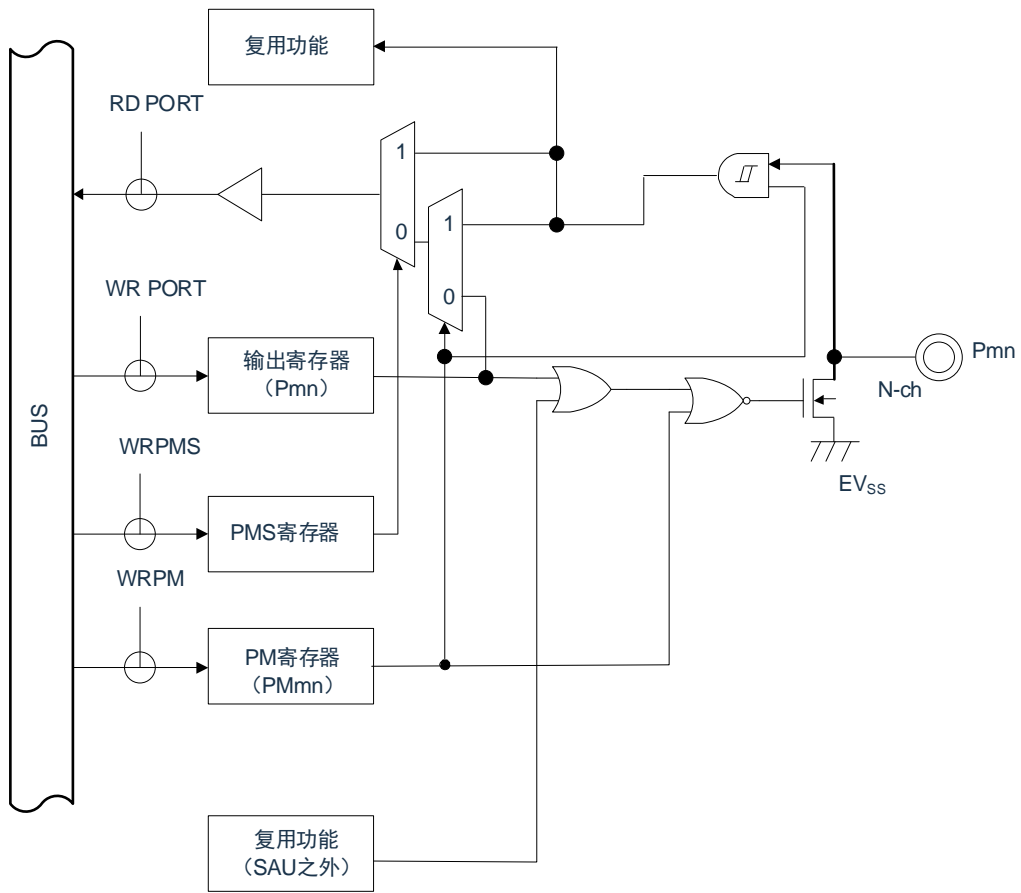 复用功能
RD PORT
1
0
1
0
WR PORT
输出寄存器
（Pmn）
Pmn
N-ch
EVSS
BUS
WRPMS
PMS寄存器
WRPM
PM寄存器
（PMmn）
复用功能
（SAU之外）